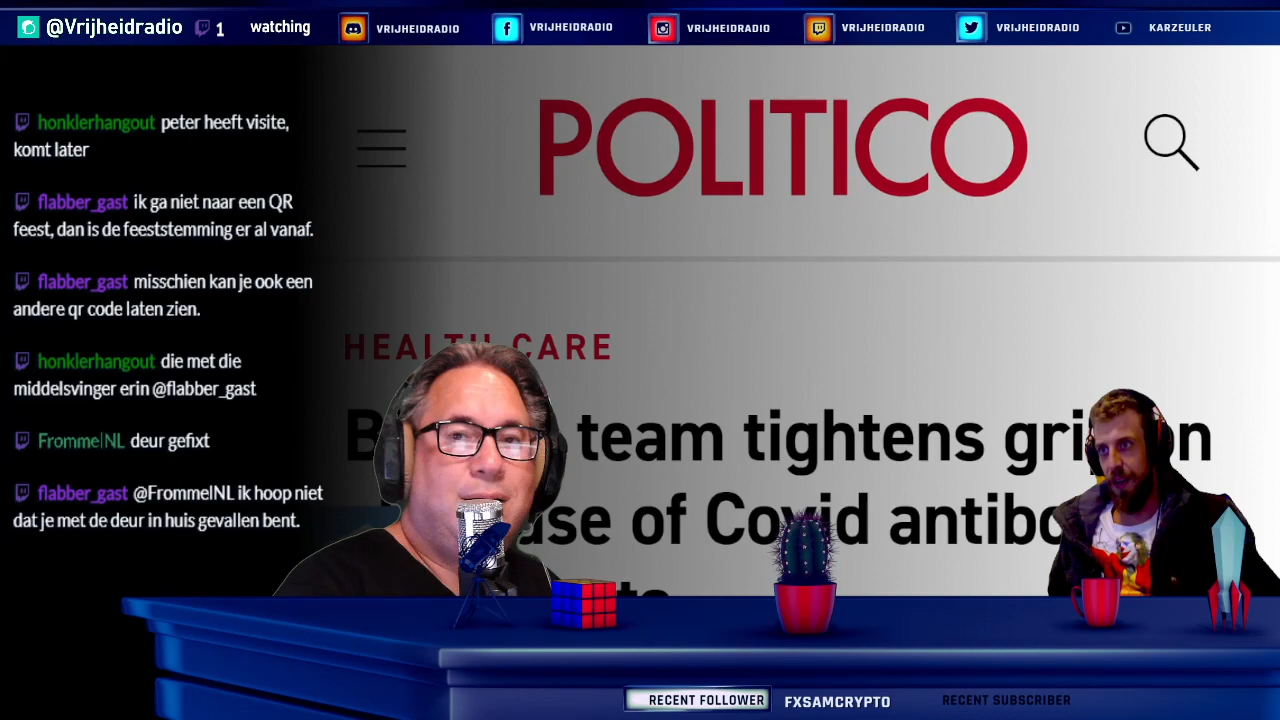 @Vrijheidradio 1 watching VRIJHEIDRADIO VRIJHEIDRADIO VRIJHEIDRADIO VRIJHEIDRADIO VRIJHEIDRADIO KARZEULER
honklerhangout peter heeft visite,
komt later
flabber_gast ik ga niet naar een QR
feest, dan is de feeststemming er al vanaf.
flabber_gast misschien kan je ook een
andere qr code laten zien.
honklerhangout die met die
middelsvinger erin @flabber_gast
FrommelNL deur gefixt
flabber_gast @FrommelNL ik hoop niet
dat je met de deur in huis gevallen bent.
POLITICO
HEALTH CARE
team tightens
of Covid
RECENT FOLLOWER FXSAMCRYPTO RECENT SUBSCRIBER